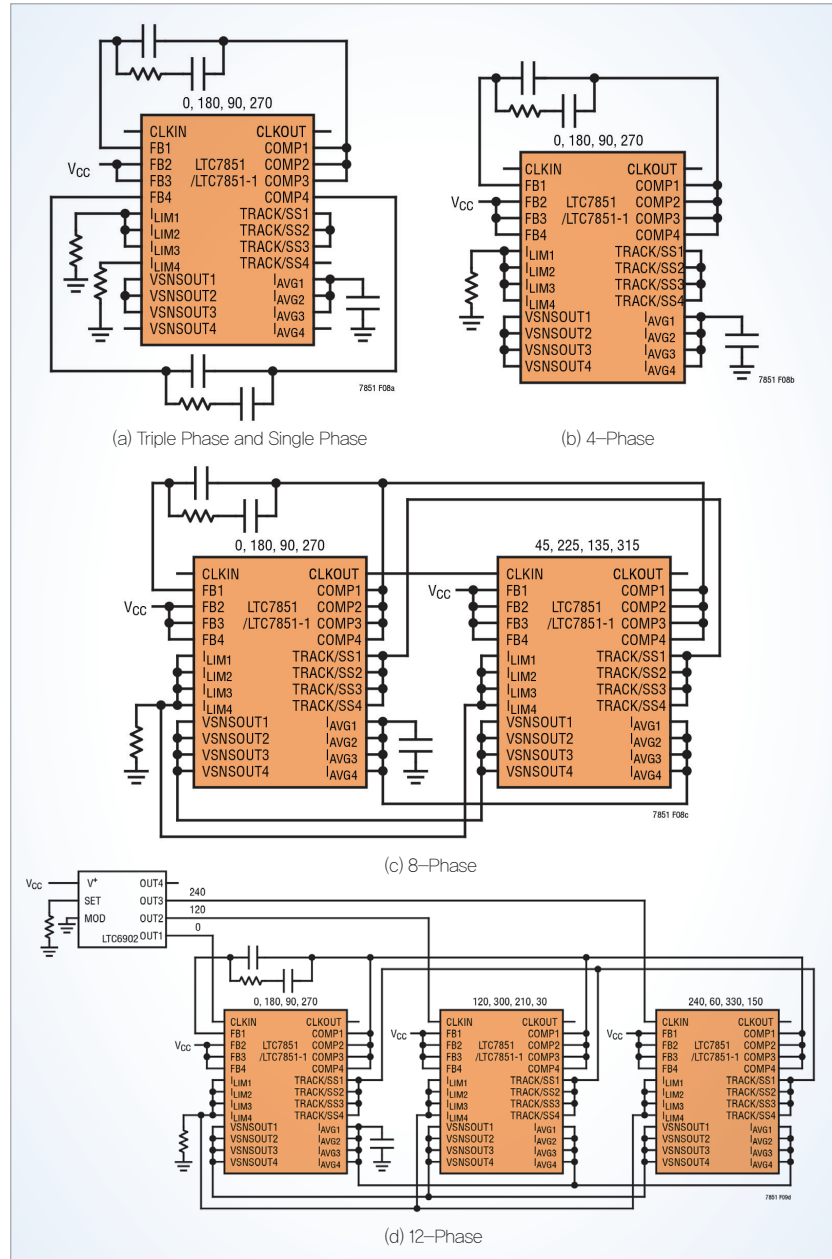 0, 180, 90, 270
CLKIN CLKOUT
FB1 COMP1
VCC FB2 LTC7851 COMP2
FB3 /LTC7851-1 COMP3
FB4 COMP4
ILIM1 TRACK/SS1
ILIM2 TRACK/SS2
ILIM3 TRACK/SS3
ILIM4 TRACK/SS4
VSNSOUT1 IAVG1
VSNSOUT2 IAVG2
VSNSOUT3 IAVG3
VSNSOUT4 IAVG4
7851 F08a
(a) Triple Phase and Single Phase
0, 180, 90, 270
CLKIN CLKOUT
FB1 COMP1
VCC FB2 LTC7851 COMP2
FB3 /LTC7851-1 COMP3
FB4 COMP4
ILIM1 TRACK/SS1
ILIM2 TRACK/SS2
ILIM3 TRACK/SS3
ILIM4 TRACK/SS4
VSNSOUT1 IAVG1
VSNSOUT2 IAVG2
VSNSOUT3 IAVG3
VSNSOUT4 IAVG4
7851 F08b
(b) 4–Phase
0, 180, 90, 270
CLKIN CLKOUT
FB1 COMP1
VCC FB2 LTC7851 COMP2
FB3 /LTC7851-1 COMP3
FB4 COMP4
ILIM1 TRACK/SS1
ILIM2 TRACK/SS2
ILIM3 TRACK/SS3
ILIM4 TRACK/SS4
VSNSOUT1 IAVG1
VSNSOUT2 IAVG2
VSNSOUT3 IAVG3
VSNSOUT4 IAVG4
45, 225, 135, 315
CLKIN CLKOUT
FB1 COMP1
VCC FB2 LTC7851 COMP2
FB3 /LTC7851-1 COMP3
FB4 COMP4
ILIM1 TRACK/SS1
ILIM2 TRACK/SS2
ILIM3 TRACK/SS3
ILIM4 TRACK/SS4
VSNSOUT1 IAVG1
VSNSOUT2 IAVG2
VSNSOUT3 IAVG3
VSNSOUT4 IAVG4
7851 F08c
(c) 8–Phase
VCC V+ OUT4
SET OUT3 240
MOD OUT2 120
LTC6902 OUT1 0
0, 180, 90, 270
CLKIN CLKOUT
FB1 COMP1
VCC FB2 LTC7851 COMP2
FB3 /LTC7851-1 COMP3
FB4 COMP4
ILIM1 TRACK/SS1
ILIM2 TRACK/SS2
ILIM3 TRACK/SS3
ILIM4 TRACK/SS4
VSNSOUT1 IAVG1
VSNSOUT2 IAVG2
VSNSOUT3 IAVG3
VSNSOUT4 IAVG4
120, 300, 210, 30
CLKIN CLKOUT
FB1 COMP1
VCC FB2 LTC7851 COMP2
FB3 /LTC7851-1 COMP3
FB4 COMP4
ILIM1 TRACK/SS1
ILIM2 TRACK/SS2
ILIM3 TRACK/SS3
ILIM4 TRACK/SS4
VSNSOUT1 IAVG1
VSNSOUT2 IAVG2
VSNSOUT3 IAVG3
VSNSOUT4 IAVG4
240, 60, 330, 150
CLKIN CLKOUT
FB1 COMP1
VCC FB2 LTC7851 COMP2
FB3 /LTC7851-1 COMP3
FB4 COMP4
ILIM1 TRACK/SS1
ILIM2 TRACK/SS2
ILIM3 TRACK/SS3
ILIM4 TRACK/SS4
VSNSOUT1 IAVG1
VSNSOUT2 IAVG2
VSNSOUT3 IAVG3
VSNSOUT4 IAVG4
7851 F09d
(d) 12–Phase